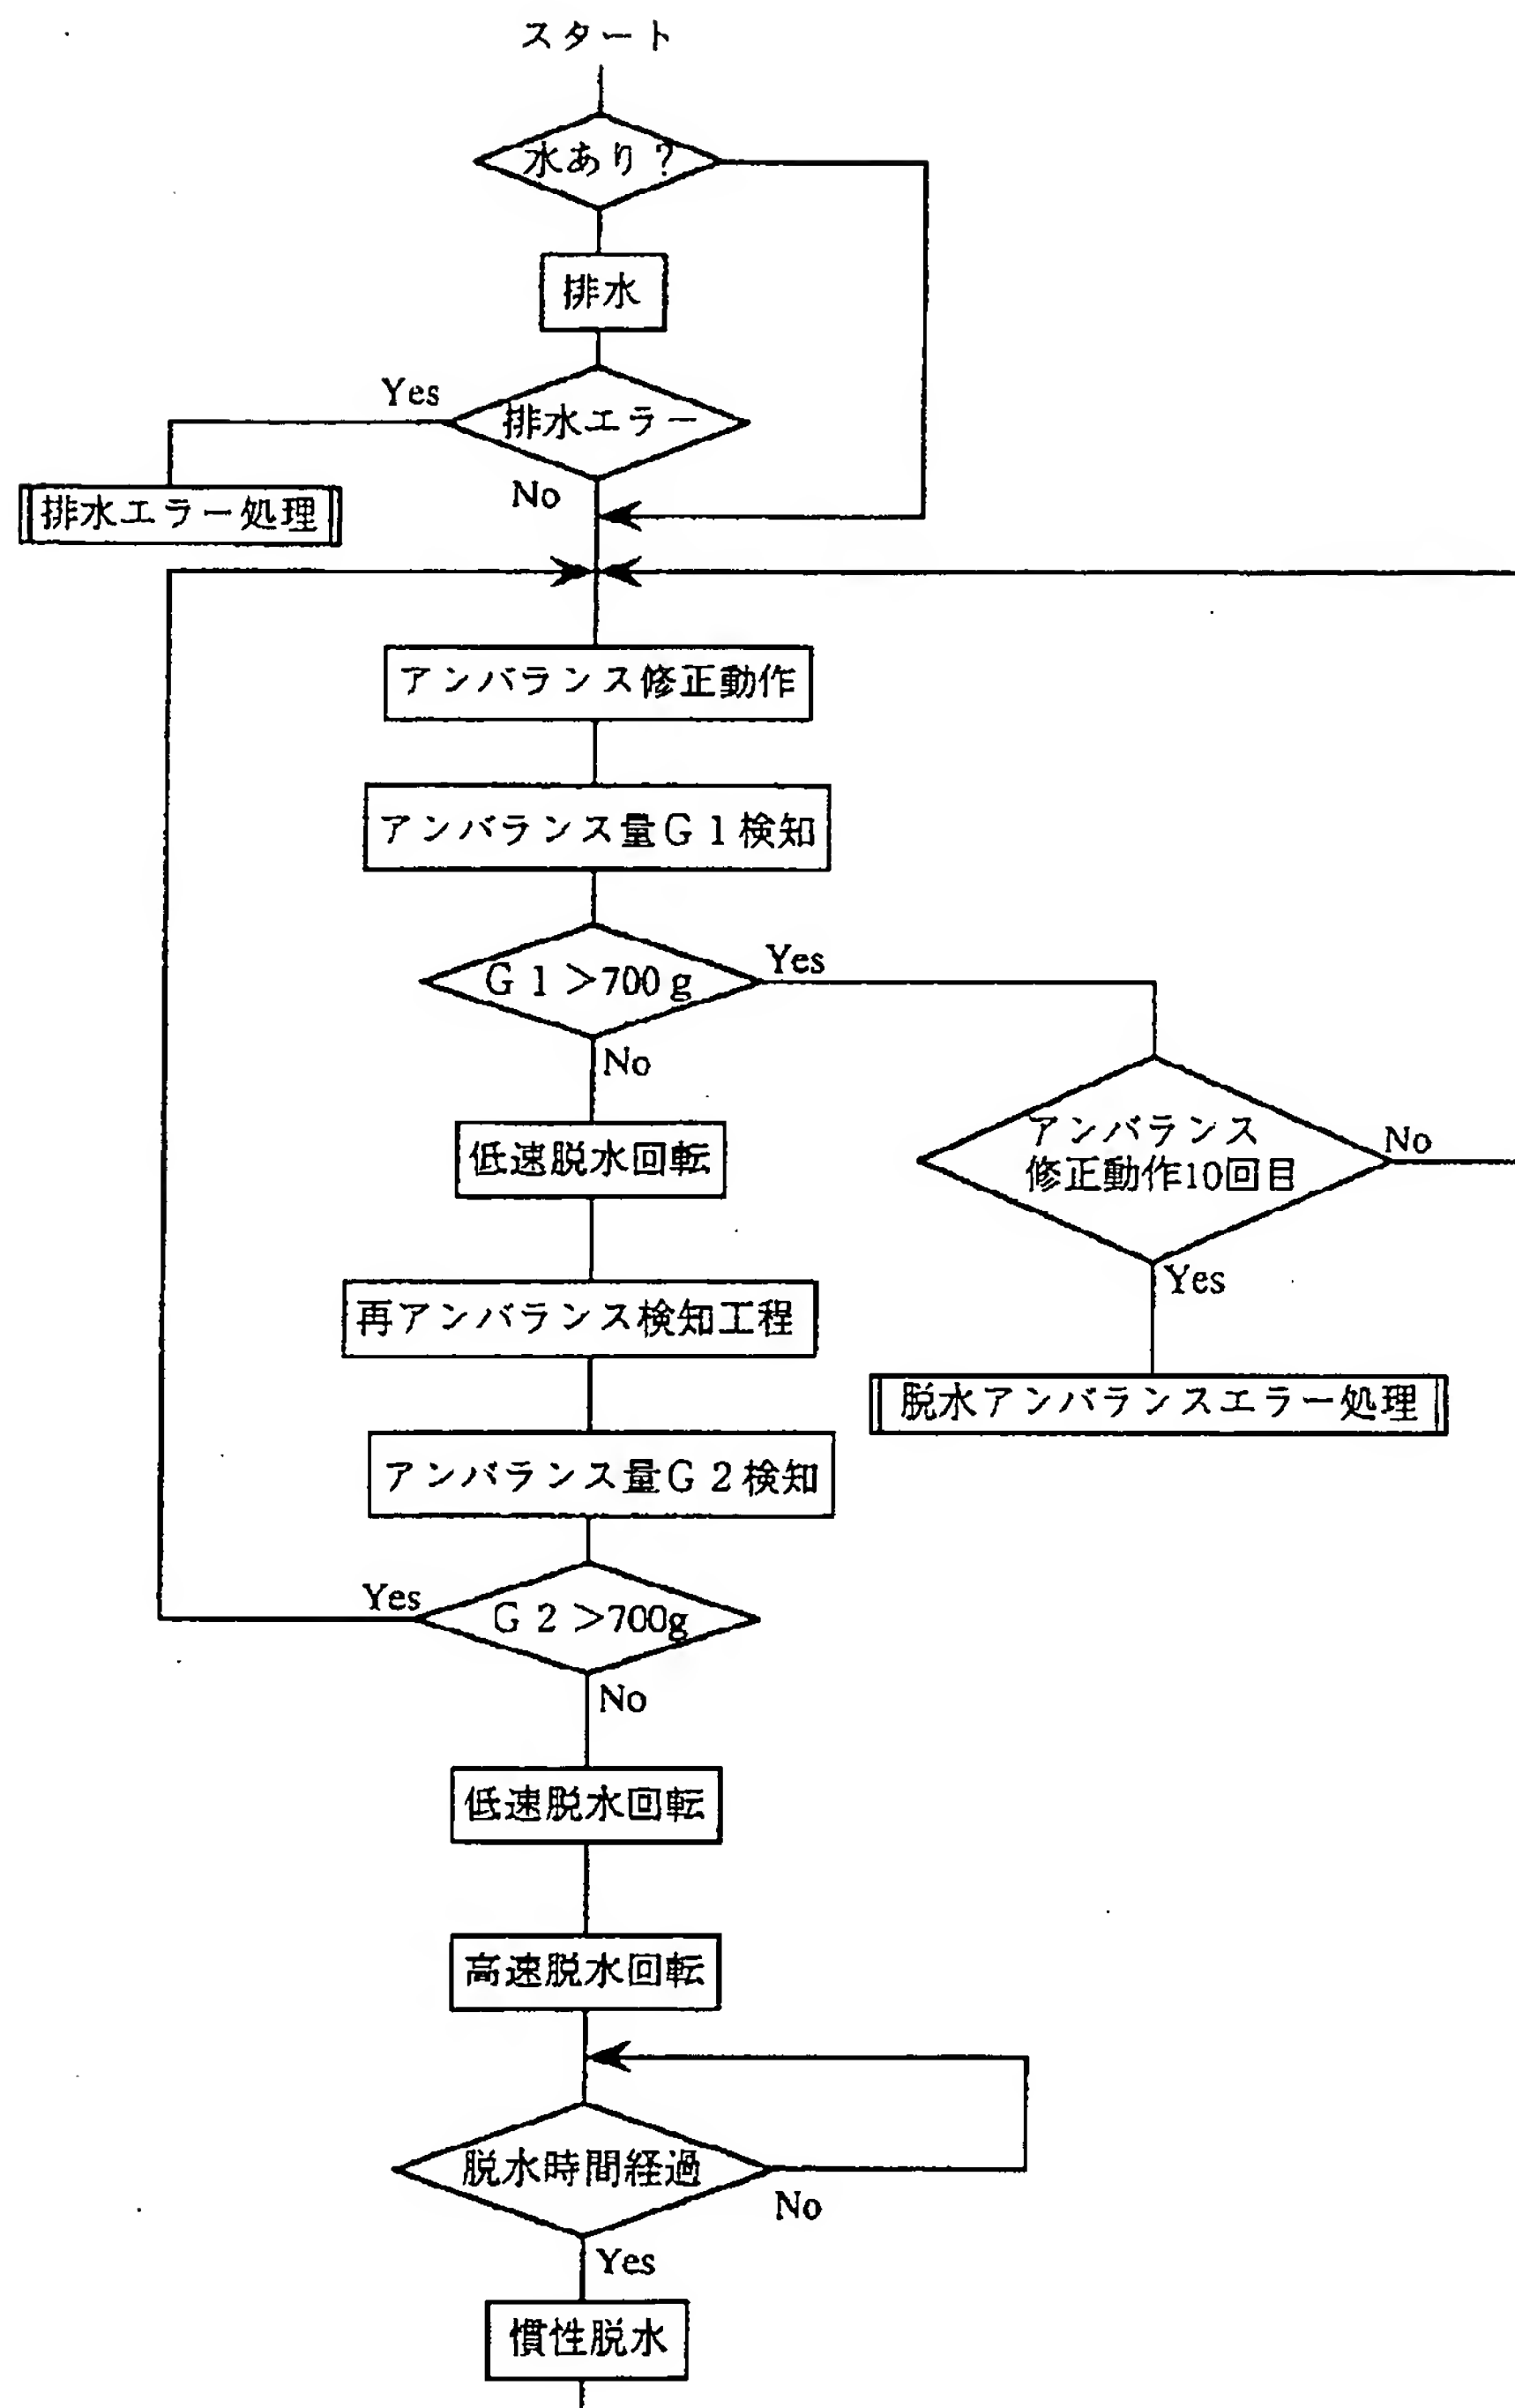 スタート
水あり？
排水
Yes
排水エラー
No
排水エラー処理
アンバランス修正動作
アンバランス量G1検知
G1＞700g
Yes
No
アンバランス
修正動作10回目
No
Yes
低速脱水回転
再アンバランス検知工程
脱水アンバランスエラー処理
アンバランス量G2検知
Yes
G2＞700g
No
低速脱水回転
高速脱水回転
脱水時間経過
No
Yes
慣性脱水